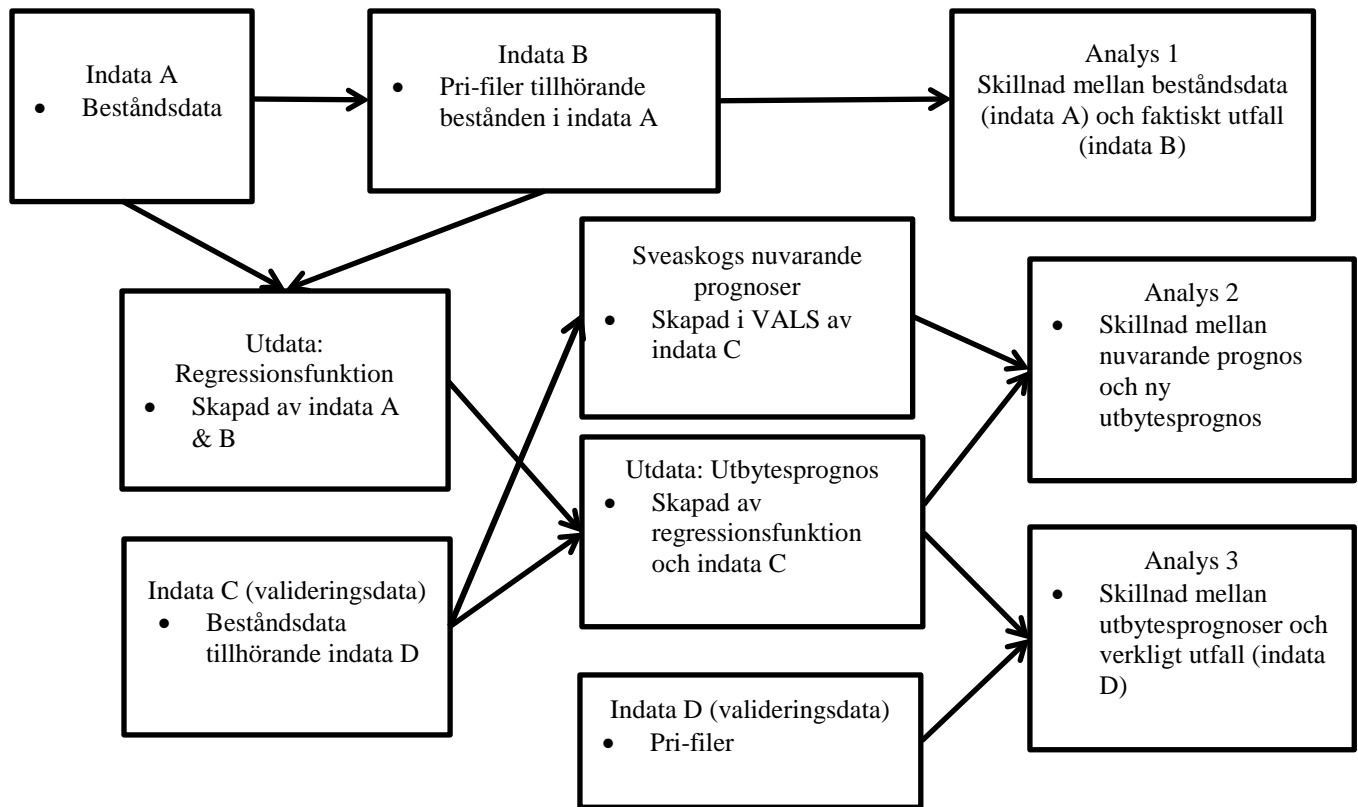 Indata A
• Beståndsdata
Indata B
• Pri-filer tillhörande
bestånden i indata A
Analys 1
Skillnad mellan beståndsdata
(indata A) och faktiskt utfall
(indata B)
Utdata:
Regressionsfunktion
• Skapad av indata A
& B
Sveaskogs nuvarande
prognoser
• Skapad i VALS av
indata C
Analys 2
• Skillnad mellan
nuvarande prognos
och ny
utbytesprognos
Indata C (valideringsdata)
• Beståndsdata
tillhörande indata D
Utdata: Utbytesprognos
• Skapad av
regressionsfunktion
och indata C
Analys 3
• Skillnad mellan
utbytesprognoser och
verkligt utfall (indata
D)
Indata D (valideringsdata)
• Pri-filer